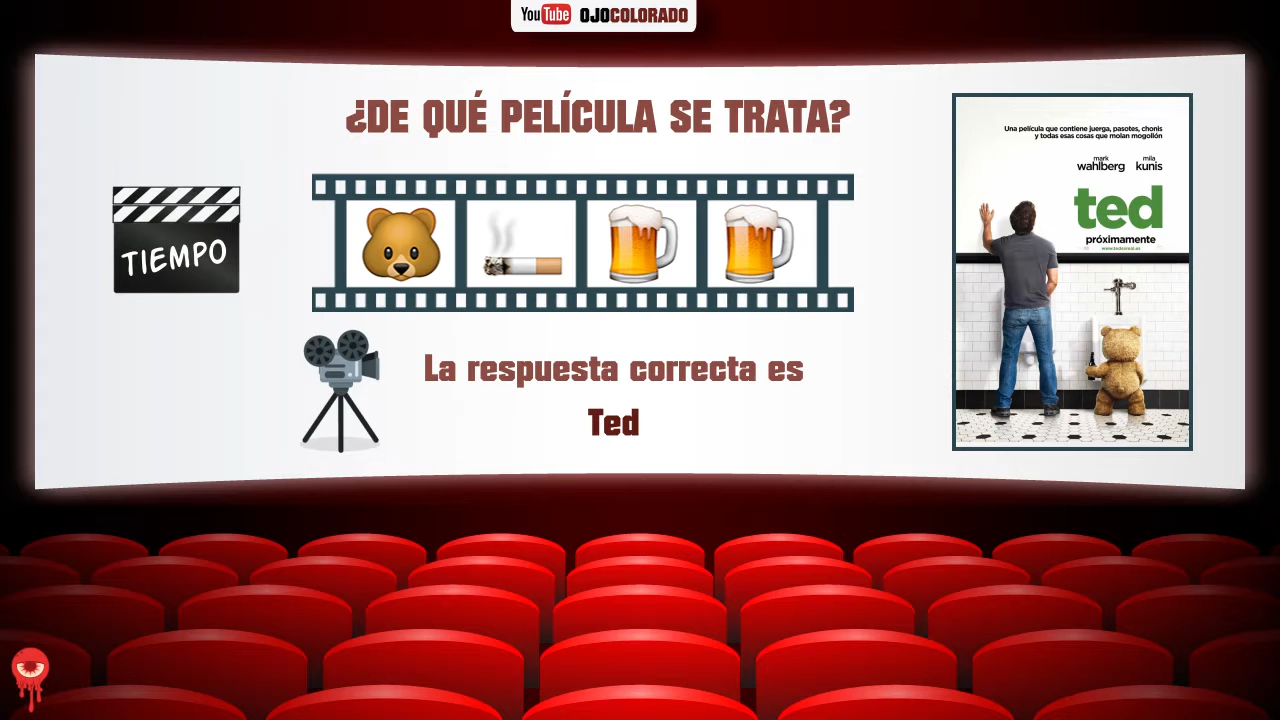 YouTube OJOCOLORADO
¿DE QUÉ PELÍCULA SE TRATA?
TIEMPO
La respuesta correcta es
Ted
Una película que contiene juerga, pasotes, chonis
y todas esas cosas que molan mogollón
mark mila
wahlberg kunis
ted
próximamente